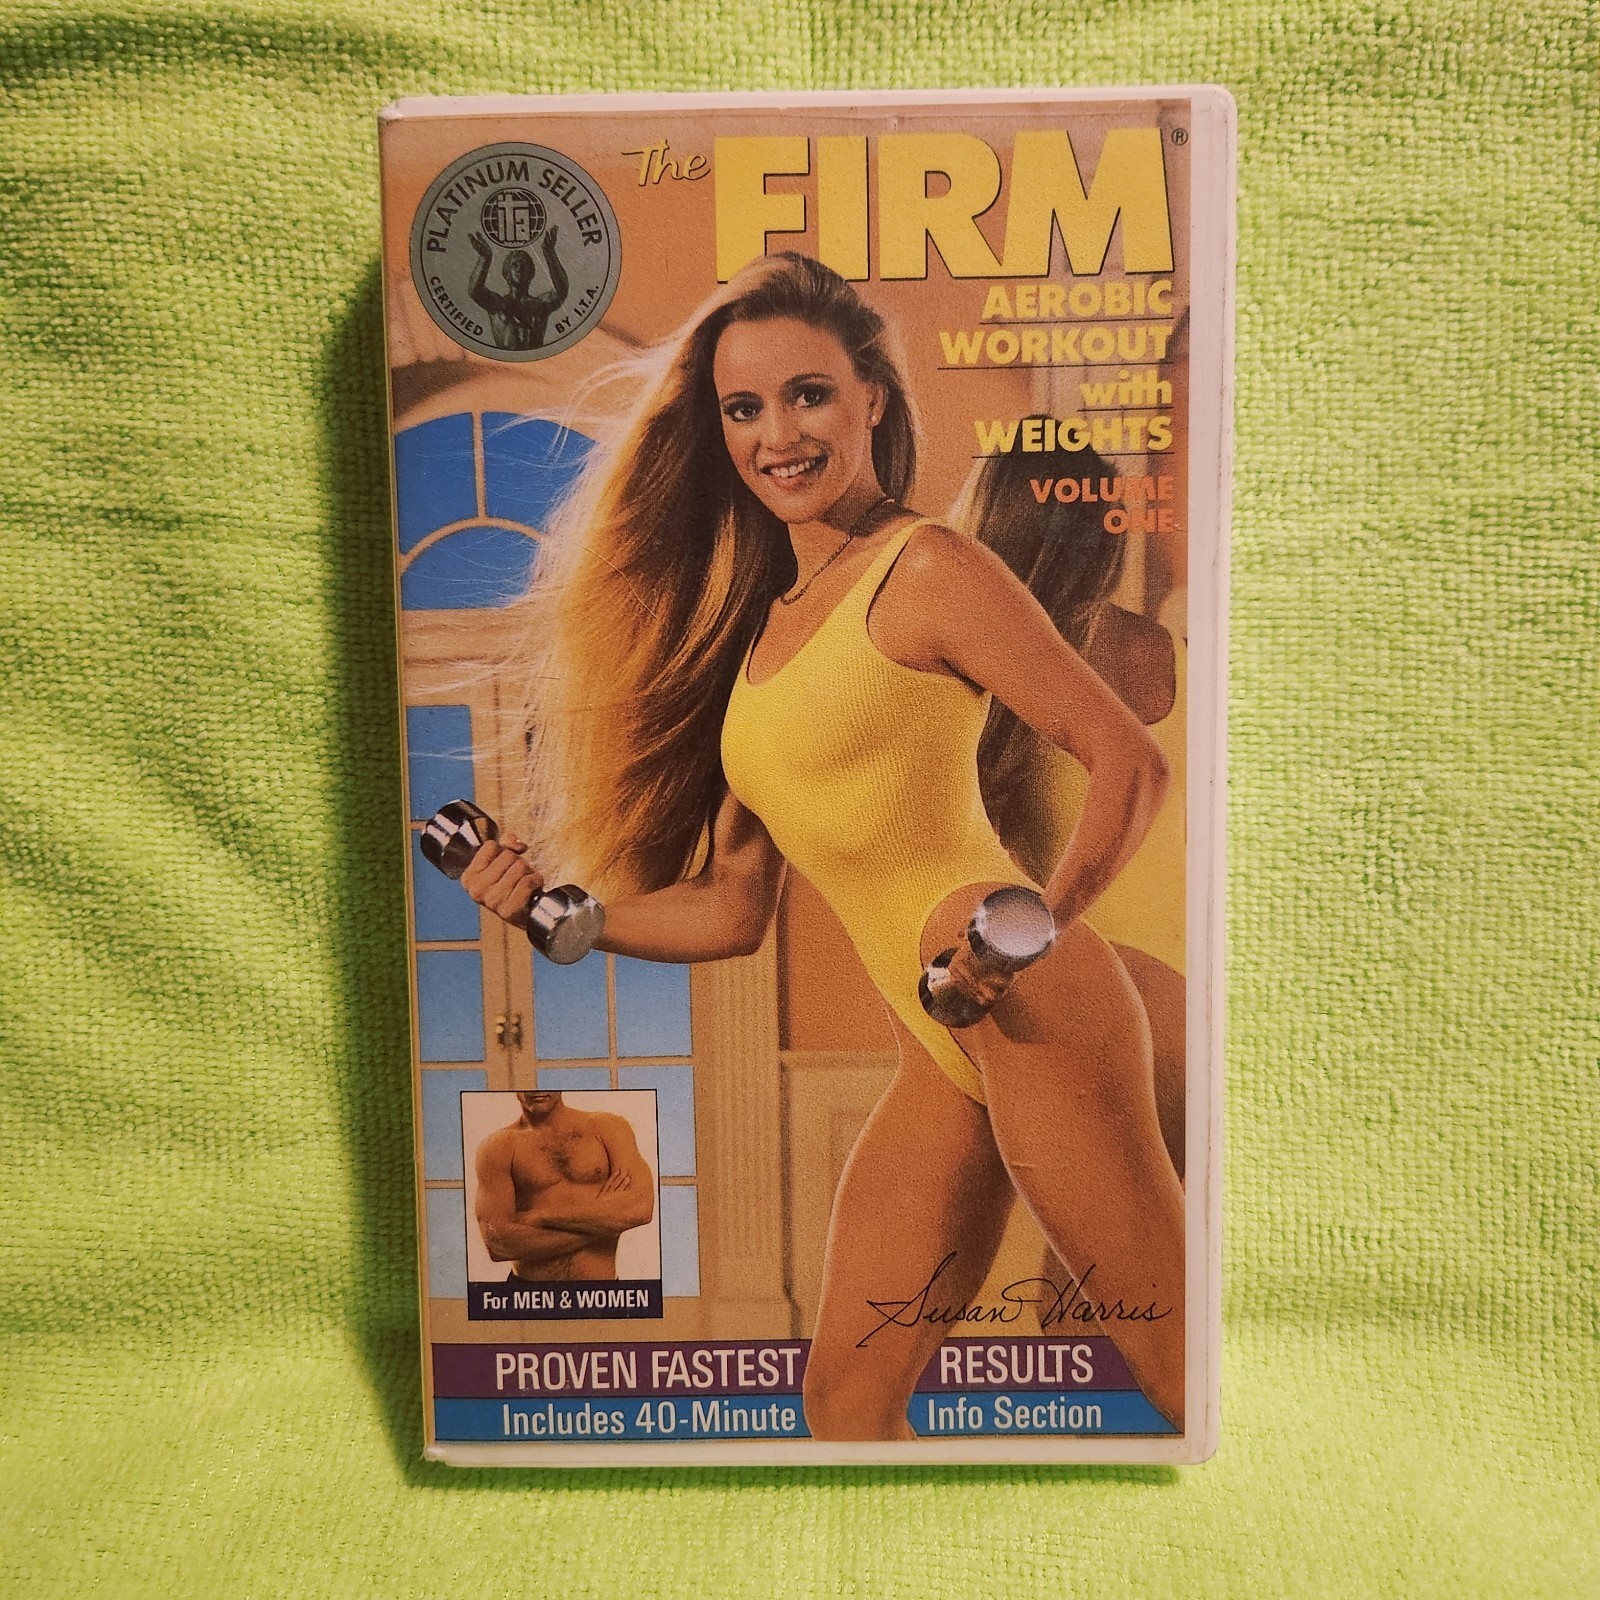 PLATINUM SELLER
ita
CERTIFIED BY I.T.A.
The FIRM®
AEROBIC
WORKOUT
with
WEIGHTS
VOLUME
ONE
For MEN & WOMEN
Susan Harris
PROVEN FASTEST RESULTS
Includes 40-Minute Info Section